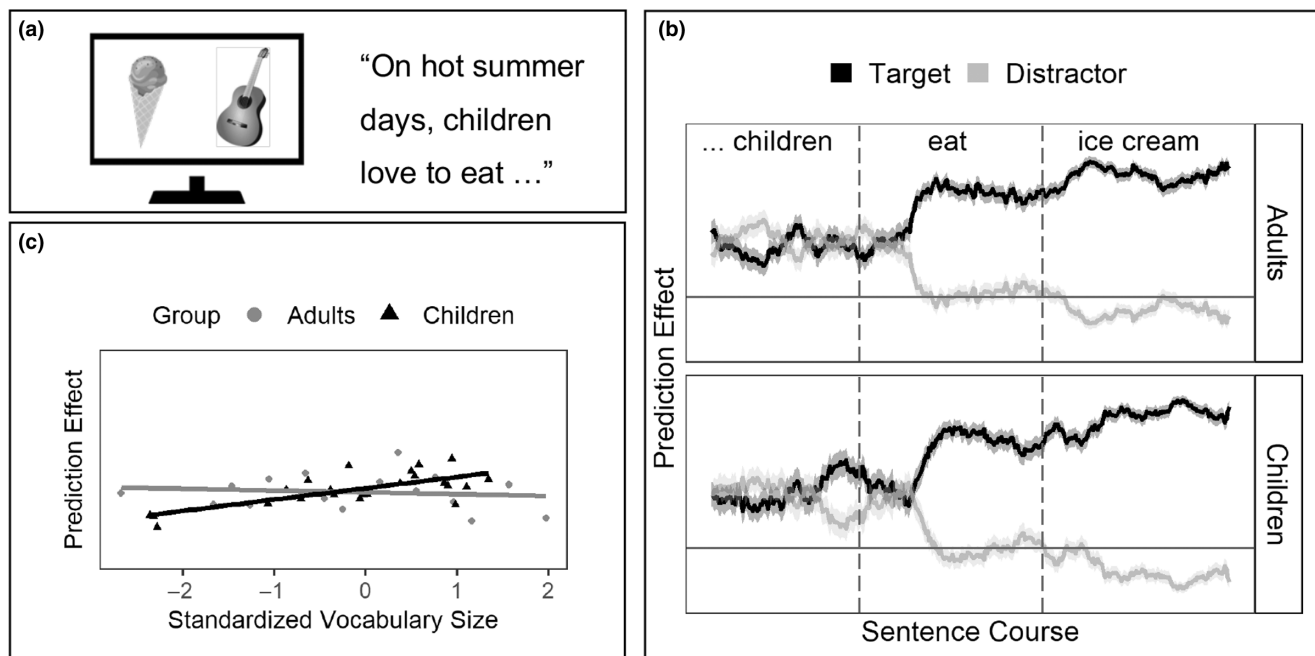 (a)
“On hot summer
days, children
love to eat …”
(b)
Target Distractor
... children eat ice cream
Adults
Children
Prediction Effect
Sentence Course
(c)
Group Adults Children
Prediction Effect
−2 −1 0 1 2
Standardized Vocabulary Size